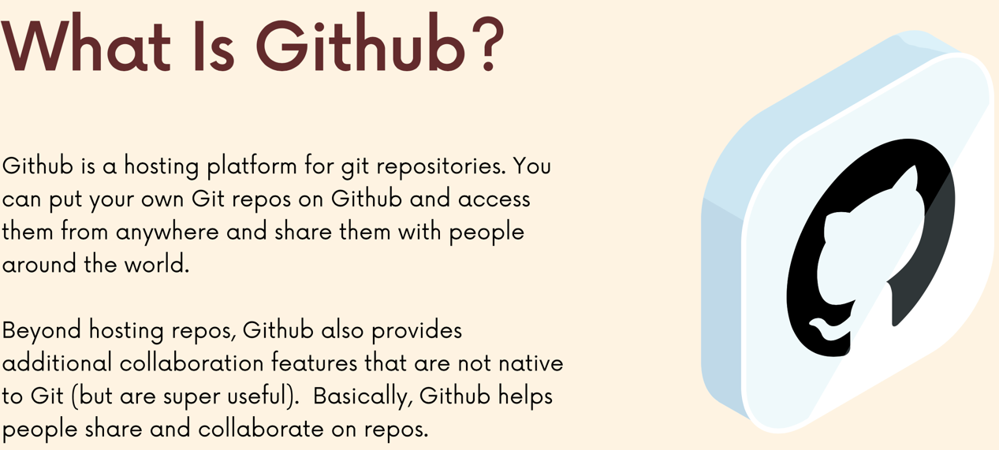 What Is Github?
Github is a hosting platform for git repositories. You
can put your own Git repos on Github and access
them from anywhere and share them with people
around the world.
Beyond hosting repos, Github also provides
additional collaboration features that are not native
to Git (but are super useful).  Basically, Github helps
people share and collaborate on repos.